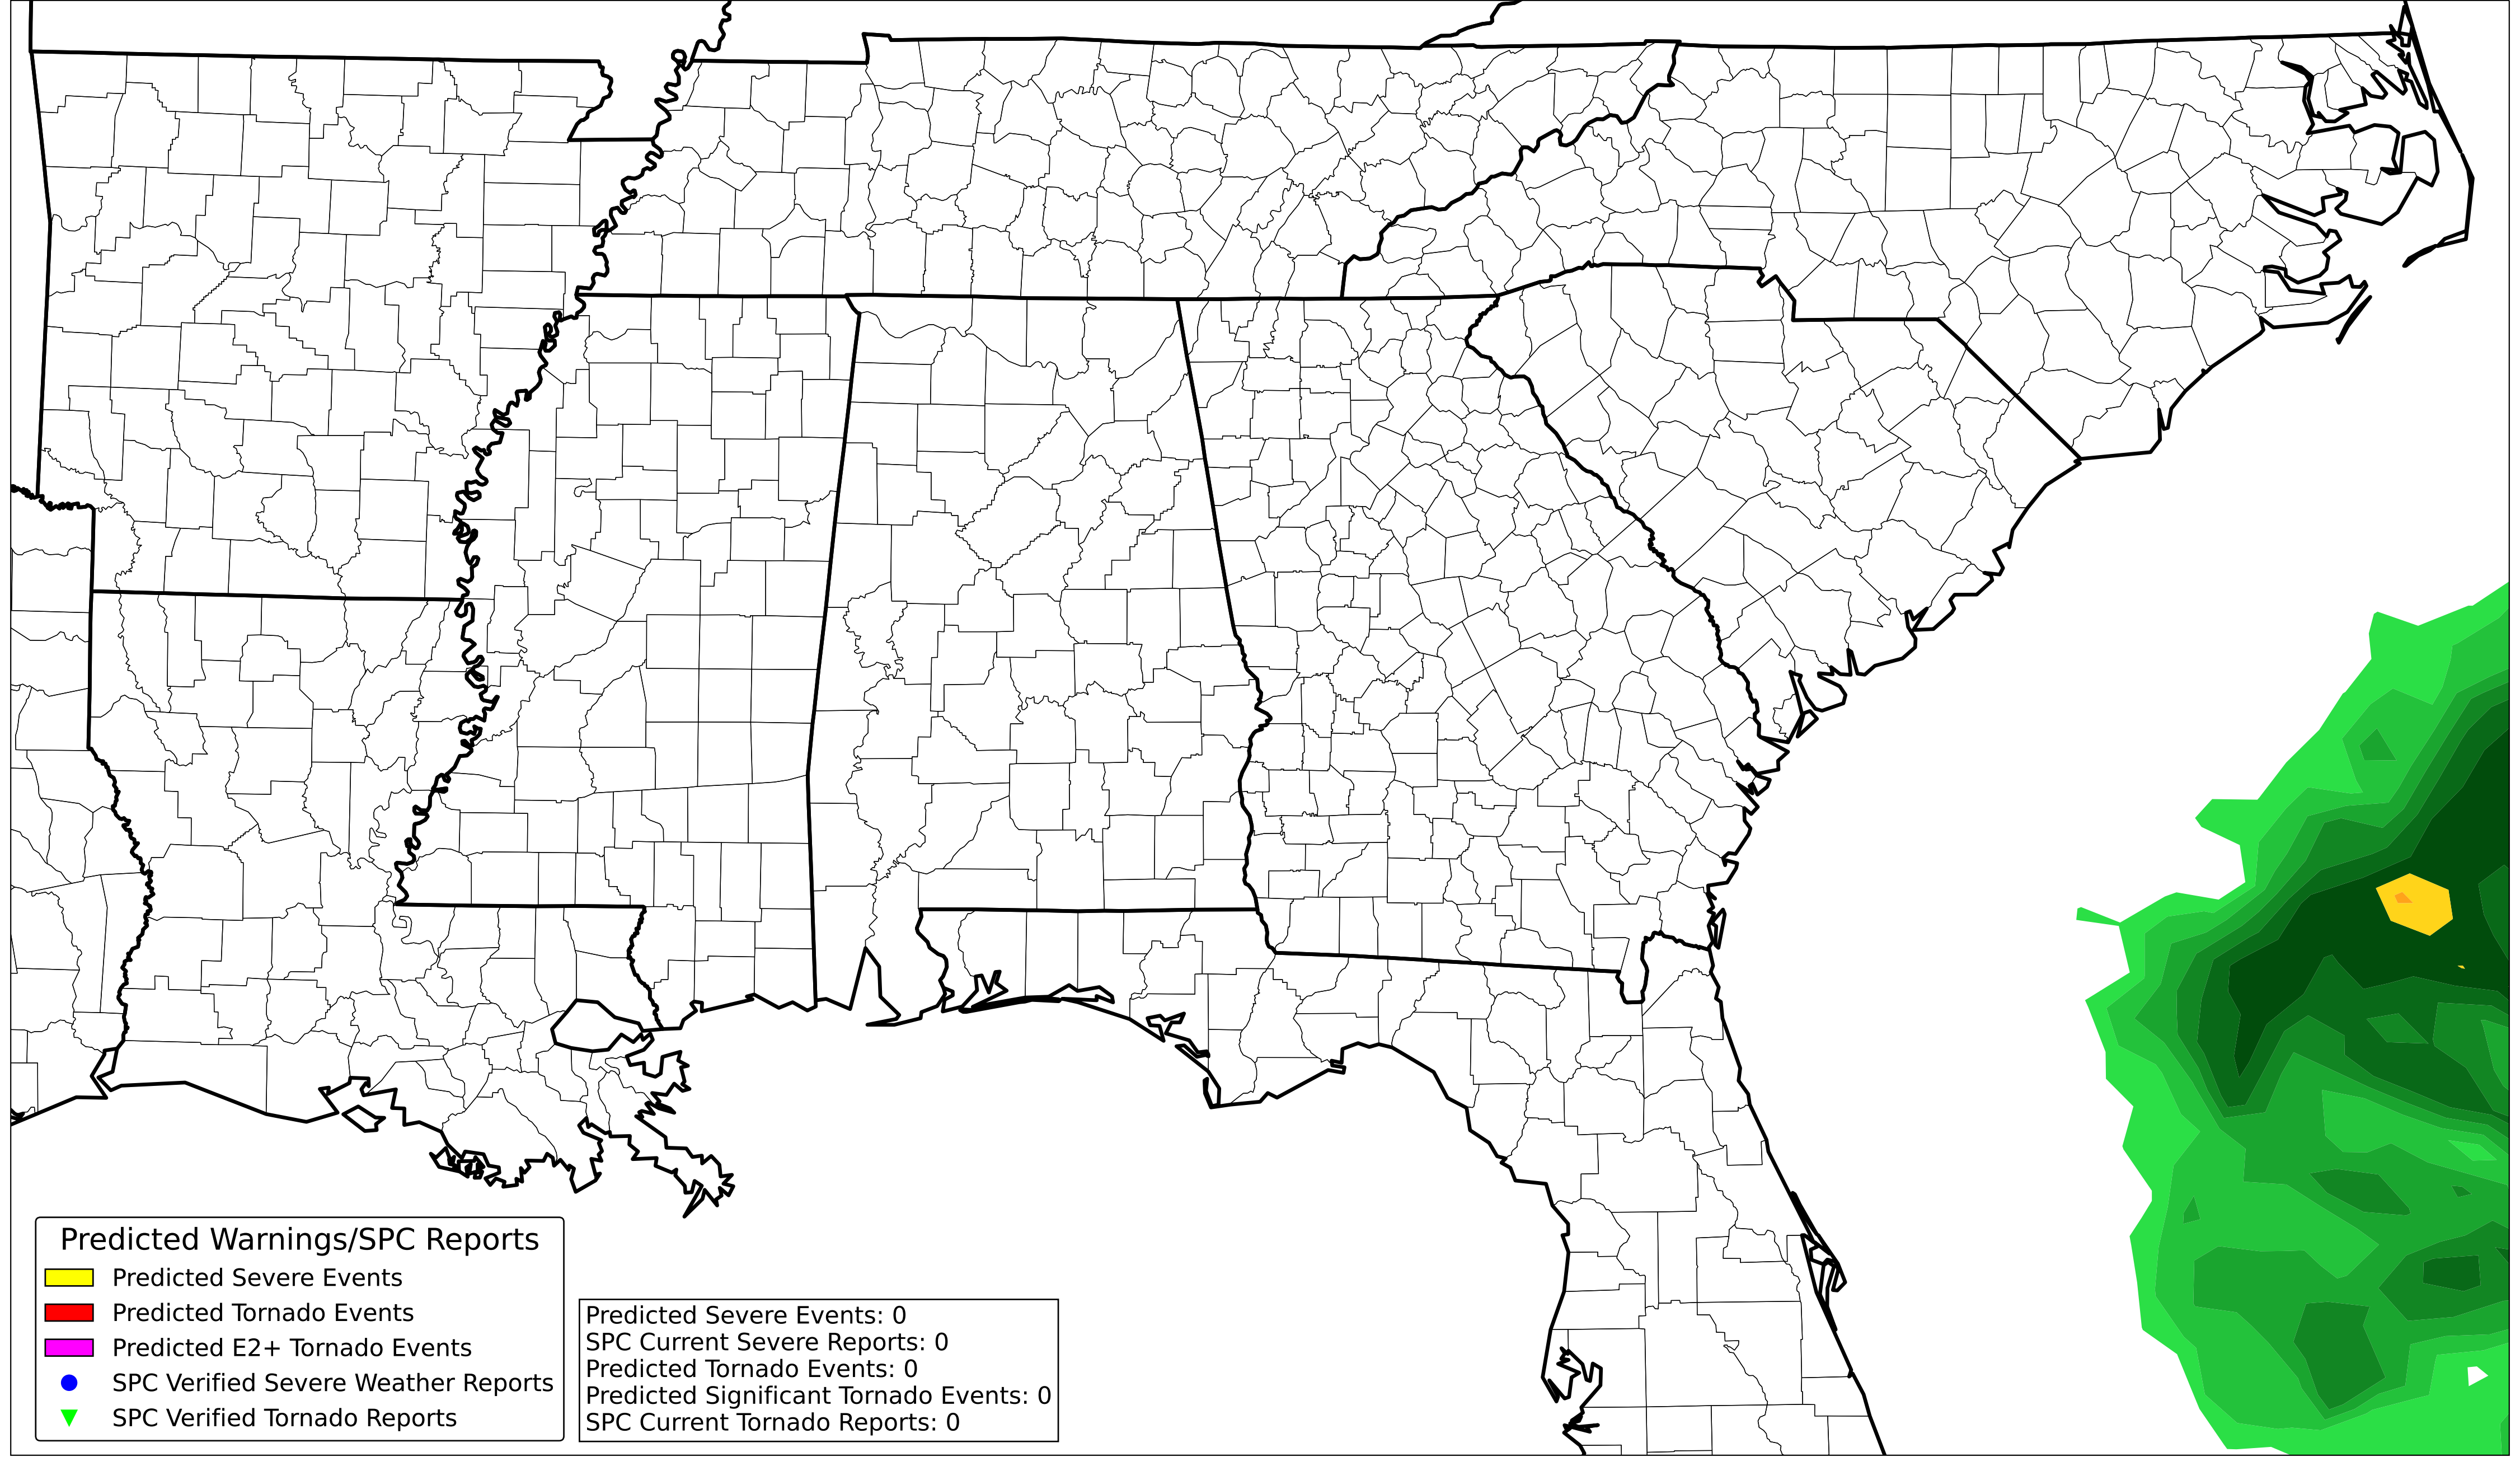 Predicted Warnings/SPC Reports
Predicted Severe Events
Predicted Tornado Events
Predicted E2+ Tornado Events
SPC Verified Severe Weather Reports
SPC Verified Tornado Reports
Predicted Severe Events: 0
SPC Current Severe Reports: 0
Predicted Tornado Events: 0
Predicted Significant Tornado Events: 0
SPC Current Tornado Reports: 0